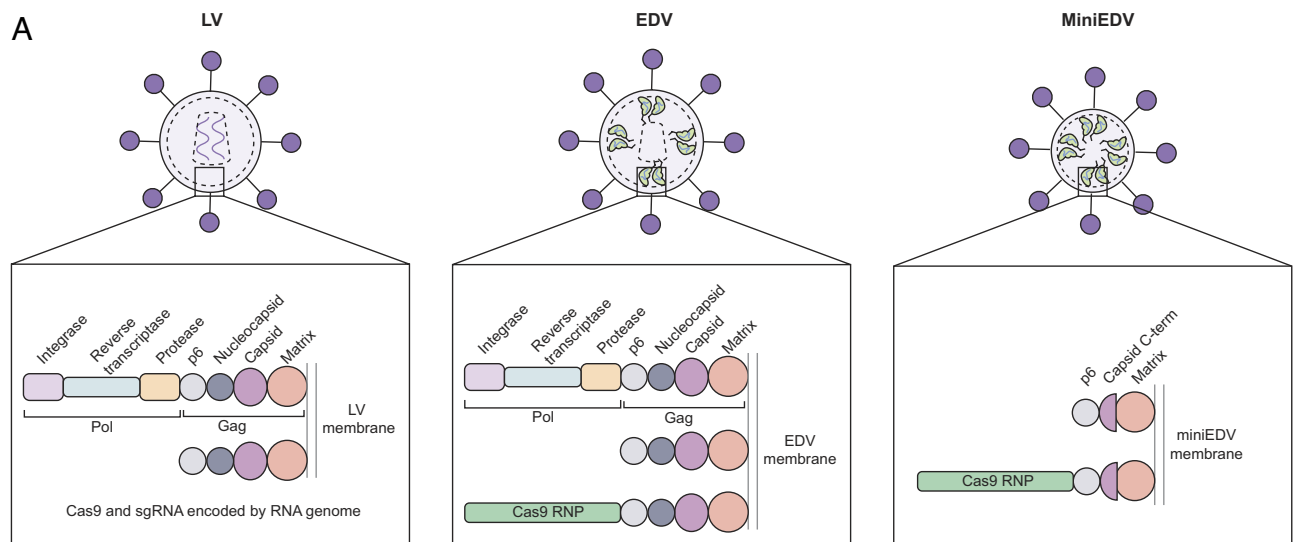 A
LV
EDV
MiniEDV
Integrase
Reverse
transcriptase
Protease
p6
Nucleocapsid
Capsid
Matrix
Pol
Gag
LV
membrane
Cas9 and sgRNA encoded by RNA genome
Integrase
Reverse
transcriptase
Protease
p6
Nucleocapsid
Capsid
Matrix
Pol
Gag
EDV
membrane
Cas9 RNP
p6
Capsid C-term
Matrix
miniEDV
membrane
Cas9 RNP